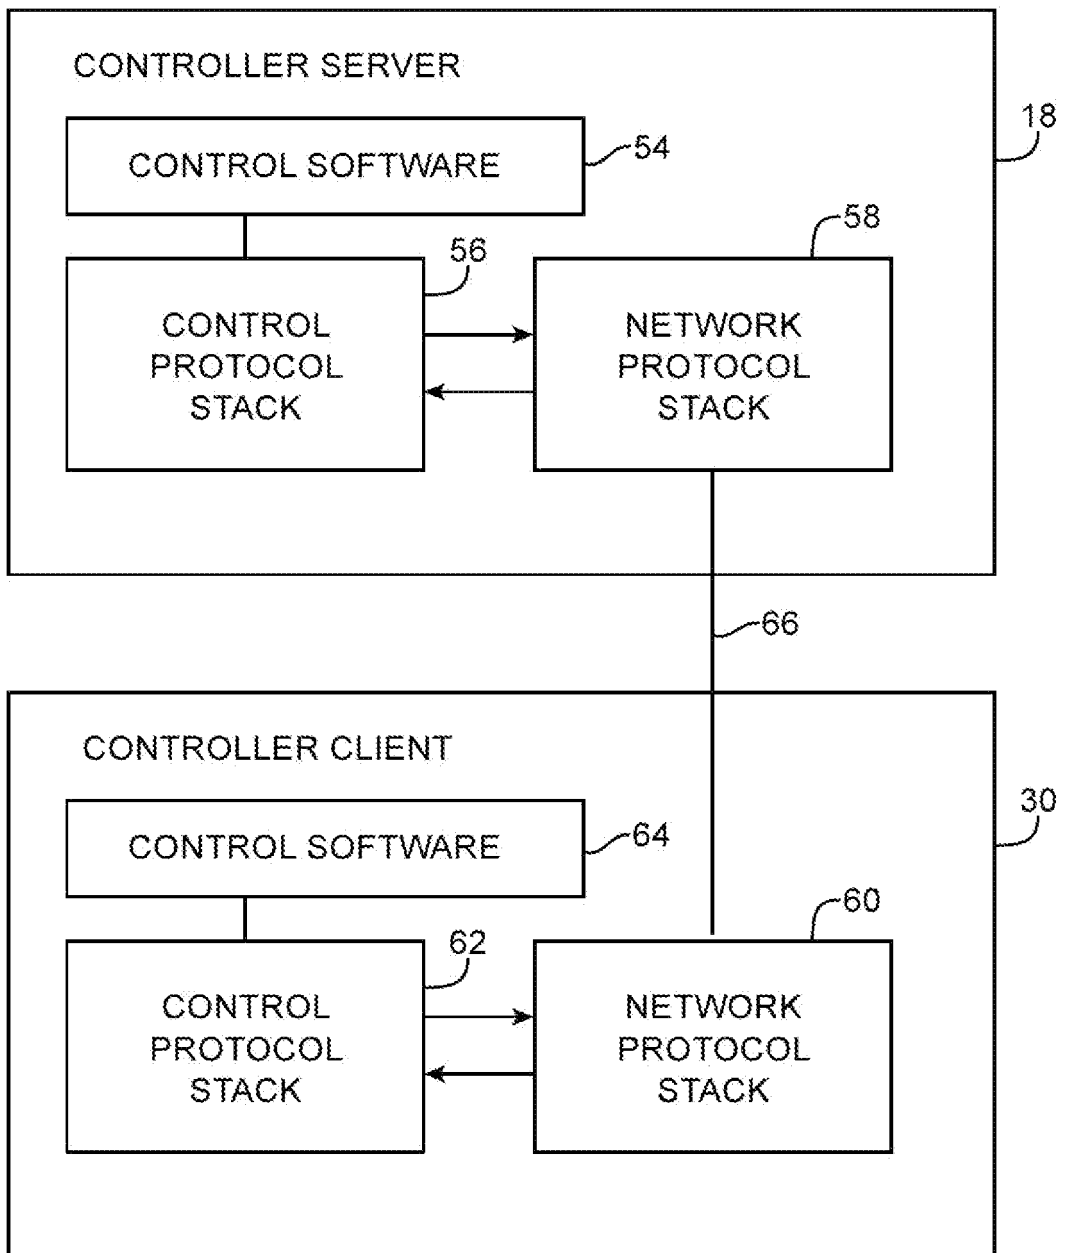 CONTROLLER SERVER
18
CONTROL SOFTWARE
54
56
58
CONTROL
PROTOCOL
STACK
NETWORK
PROTOCOL
STACK
66
CONTROLLER CLIENT
30
CONTROL SOFTWARE
64
62
60
CONTROL
PROTOCOL
STACK
NETWORK
PROTOCOL
STACK